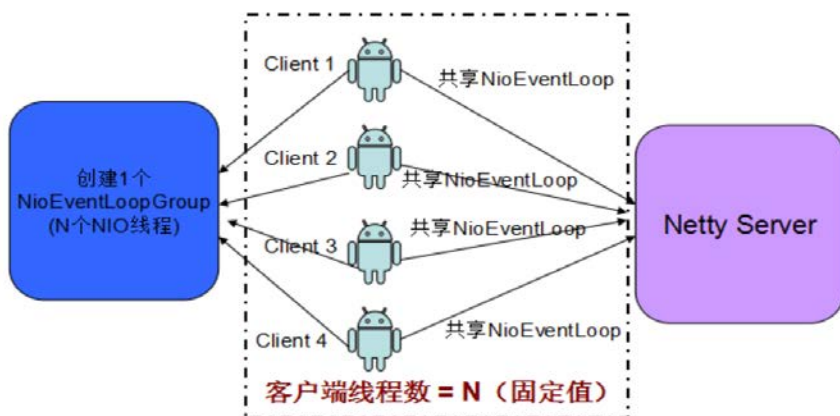 Client 1
共享NioEventLoop
创建1个
NioEventLoopGroup
(N个NIO线程)
Client 2
共享NioEventLoop
Client 3
共享NioEventLoop
Client 4
共享NioEventLoop
Netty Server
客户端线程数 = N（固定值）